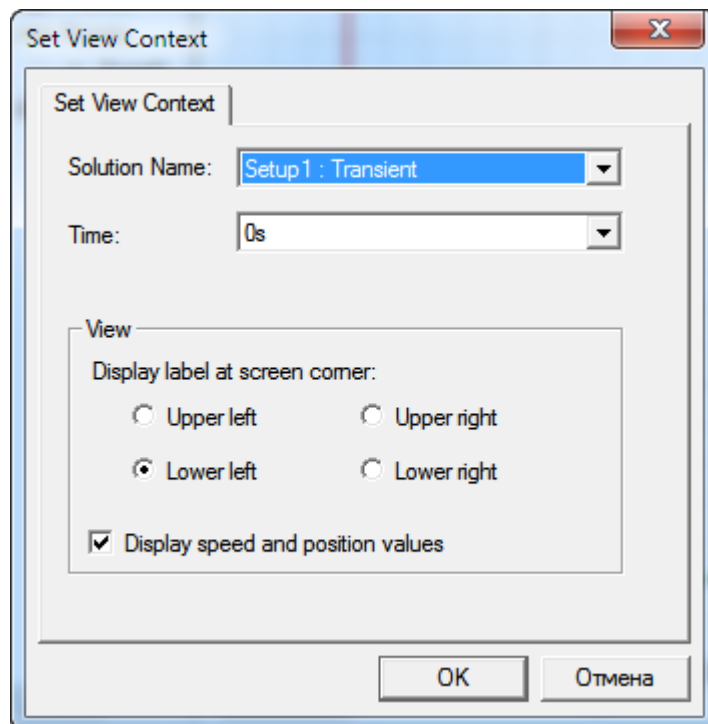 Set View Context
Set View Context
Solution Name: Setup1 : Transient
Time: 0s
View
Display label at screen corner:
Upper left Upper right
Lower left Lower right
Display speed and position values
OK Отмена